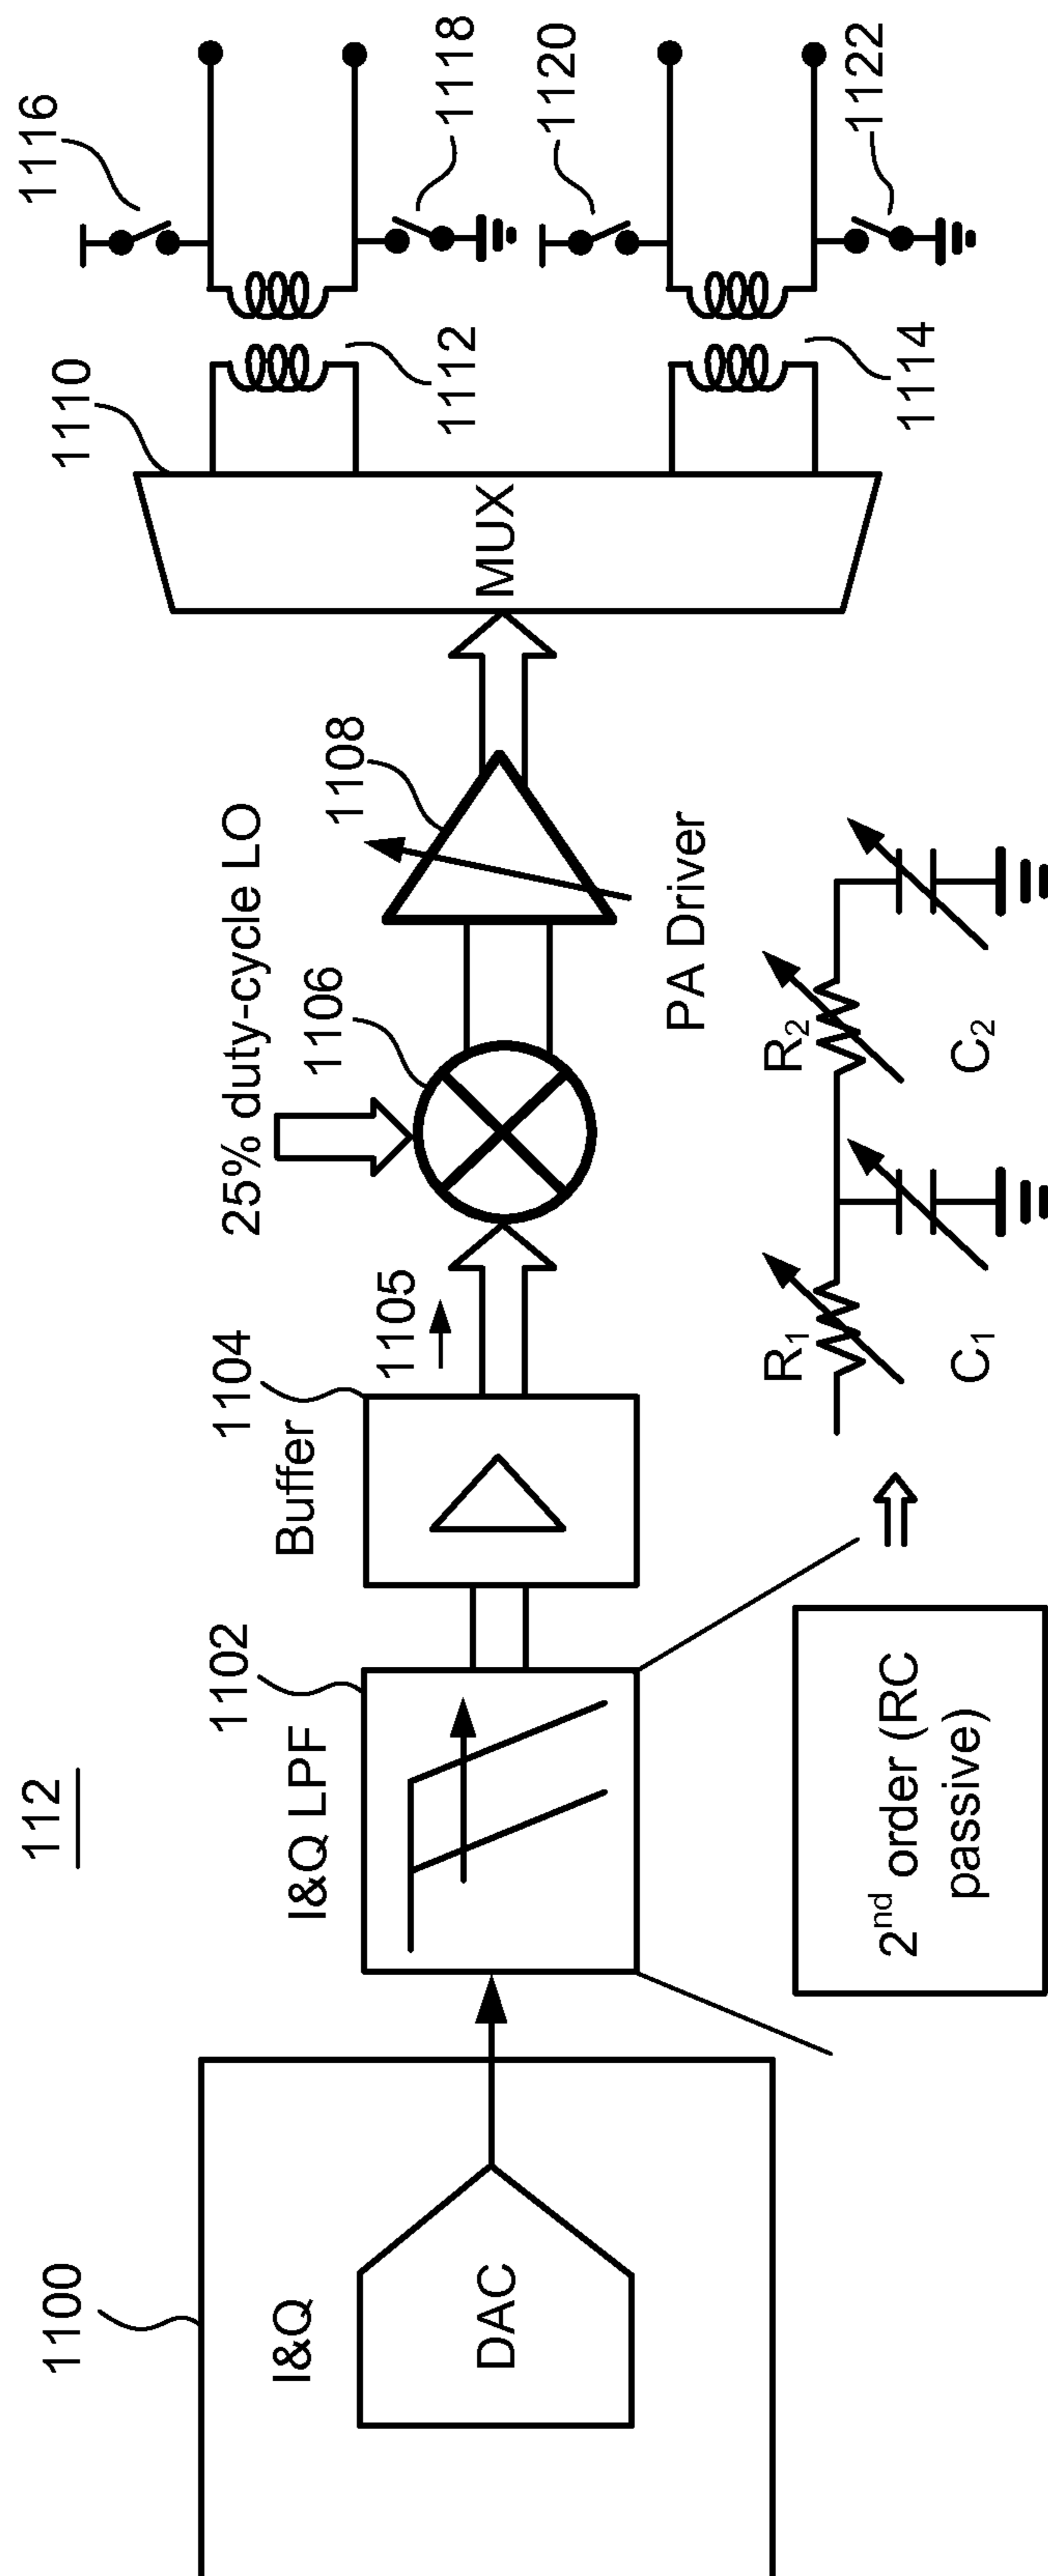 112
1100
I&Q
DAC
1102
I&Q LPF
1104
Buffer
1105
25% duty-cycle LO
1106
1108
PA Driver
1110
MUX
1112
1114
1116
1118
1120
1122
2nd order (RC
passive)
R1
C1
R2
C2